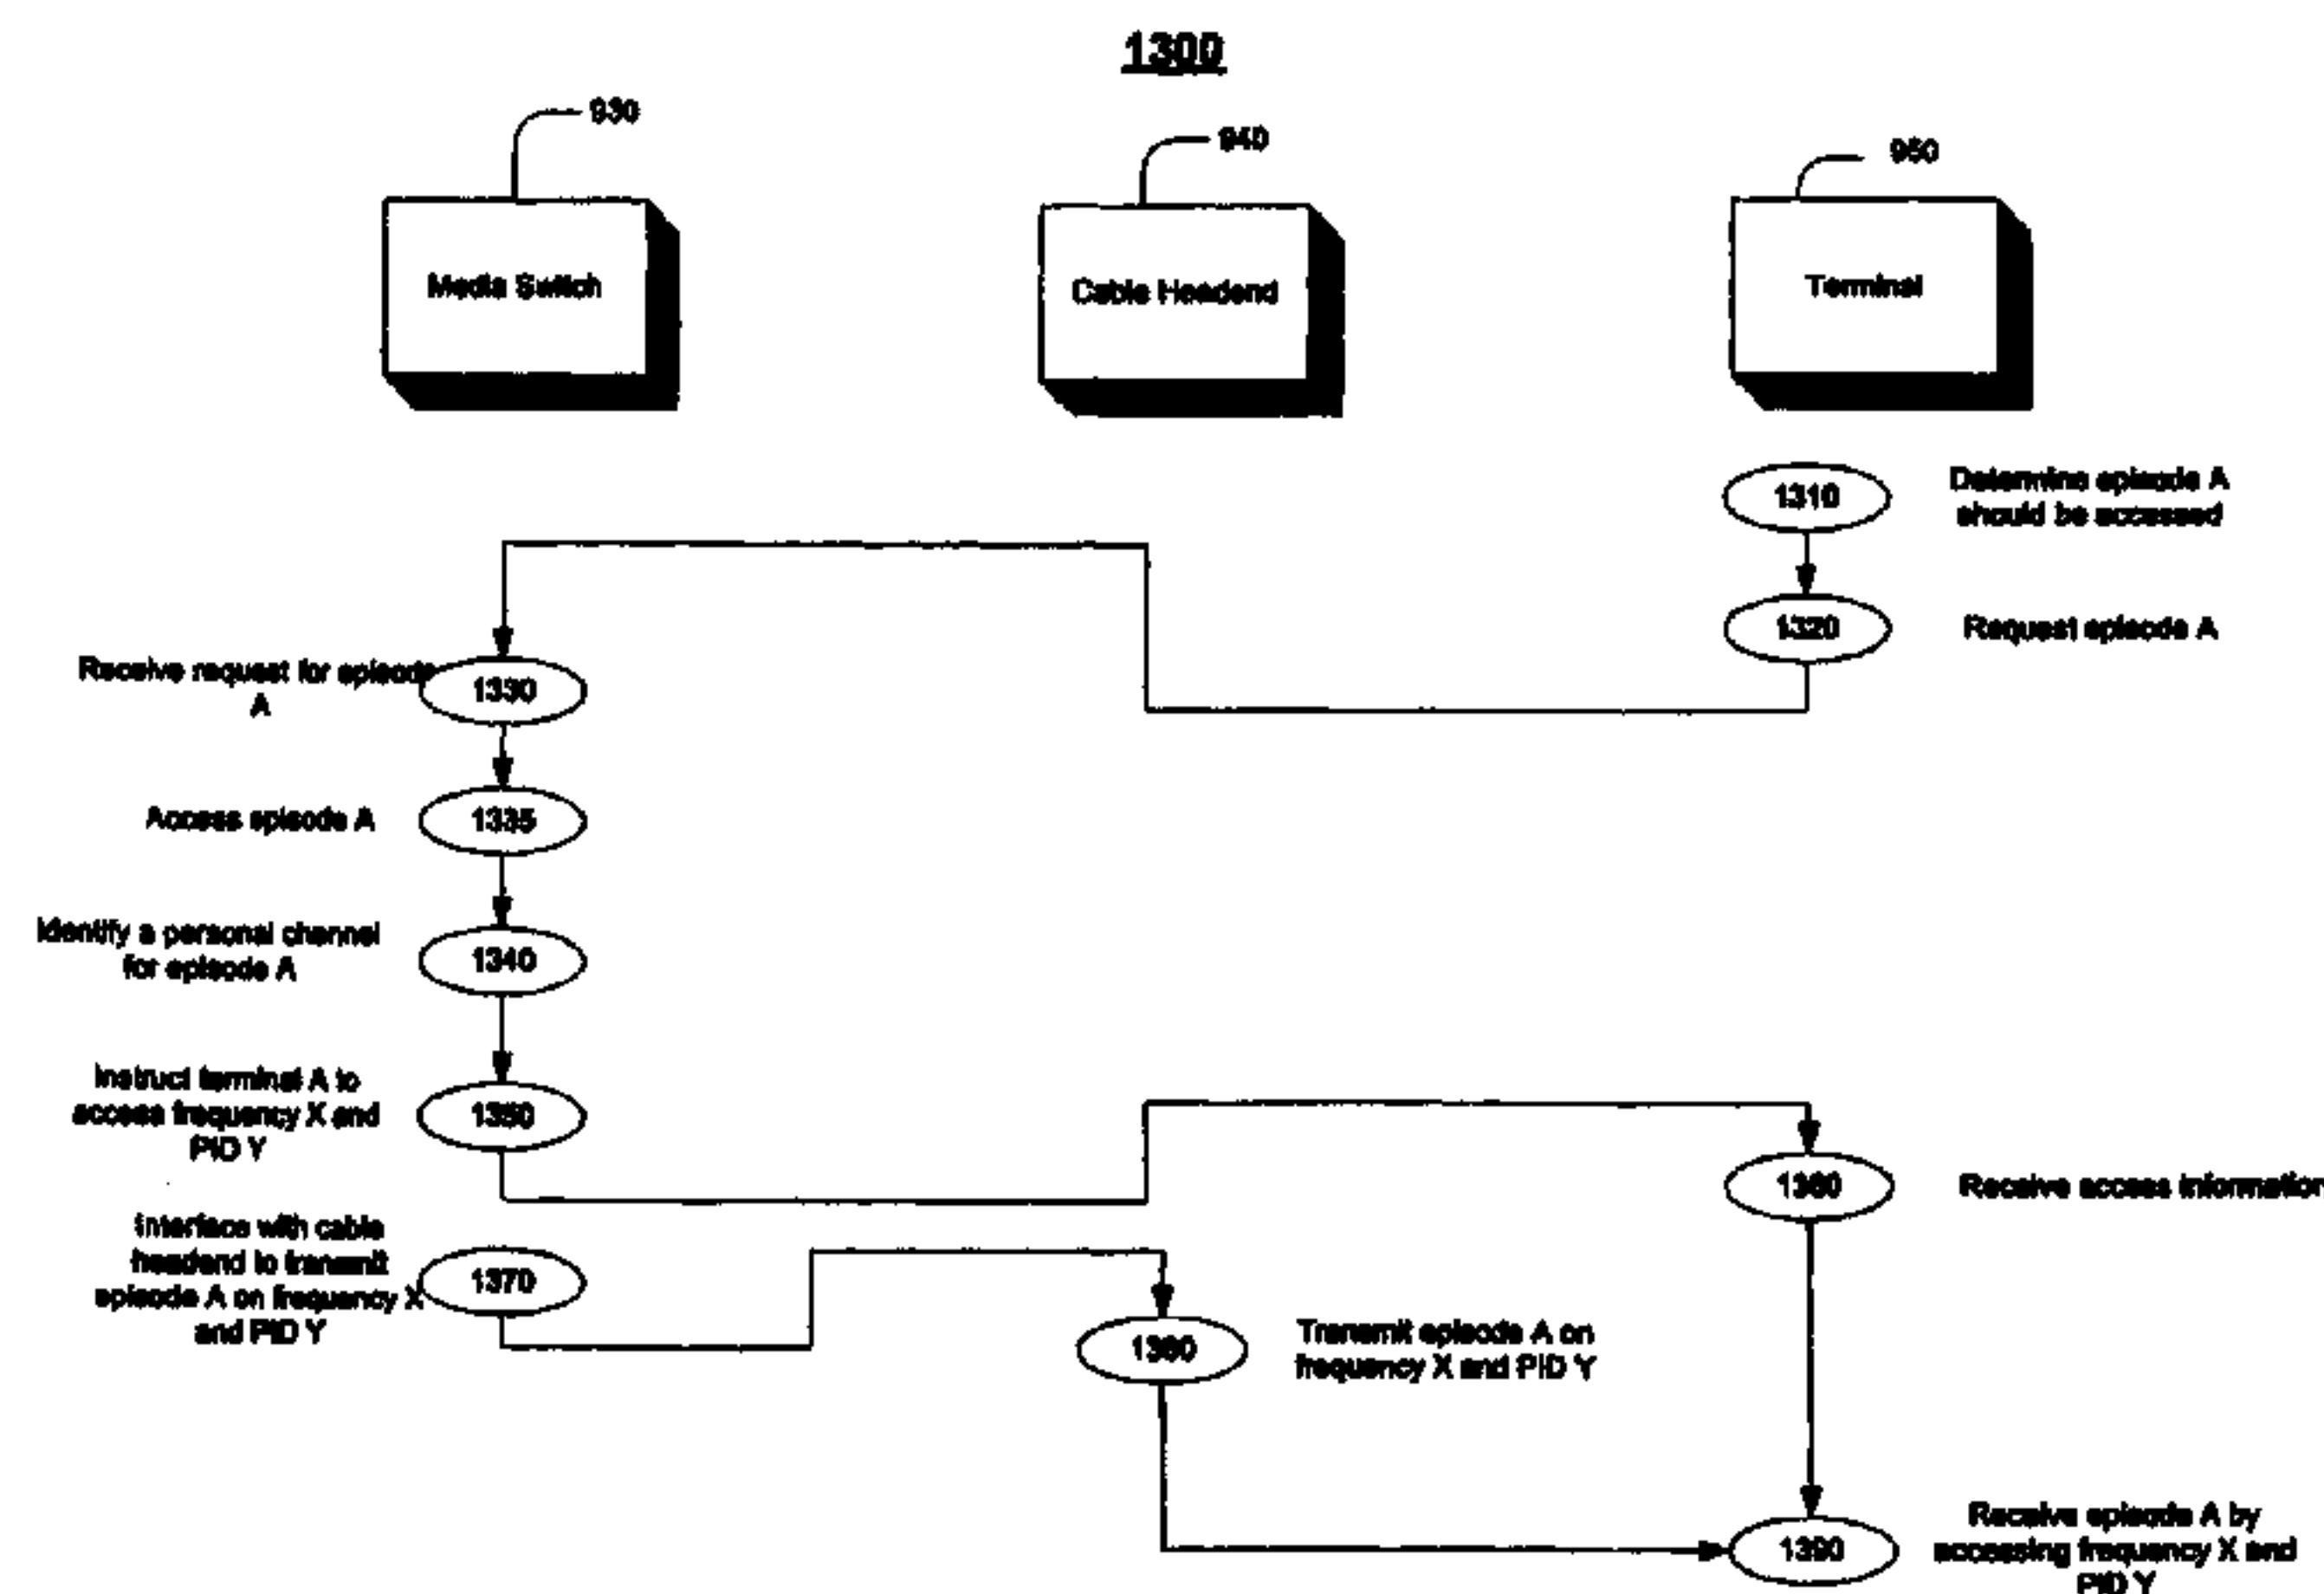 1300
930
940
950
Media Switch
Cable Headend
Terminal
1310
Determine episode A
should be accessed
1320
Request episode A
Receive request for episode
A
1330
Access episode A
1335
Identify a personal channel
for episode A
1340
Instruct terminal A to
access frequency X and
PID Y
1350
1360
Receive access information
Interface with cable
headend to transmit
episode A on frequency X
and PID Y
1370
1380
Transmit episode A on
frequency X and PID Y
1390
Receive episode A by
accessing frequency X and
PID Y